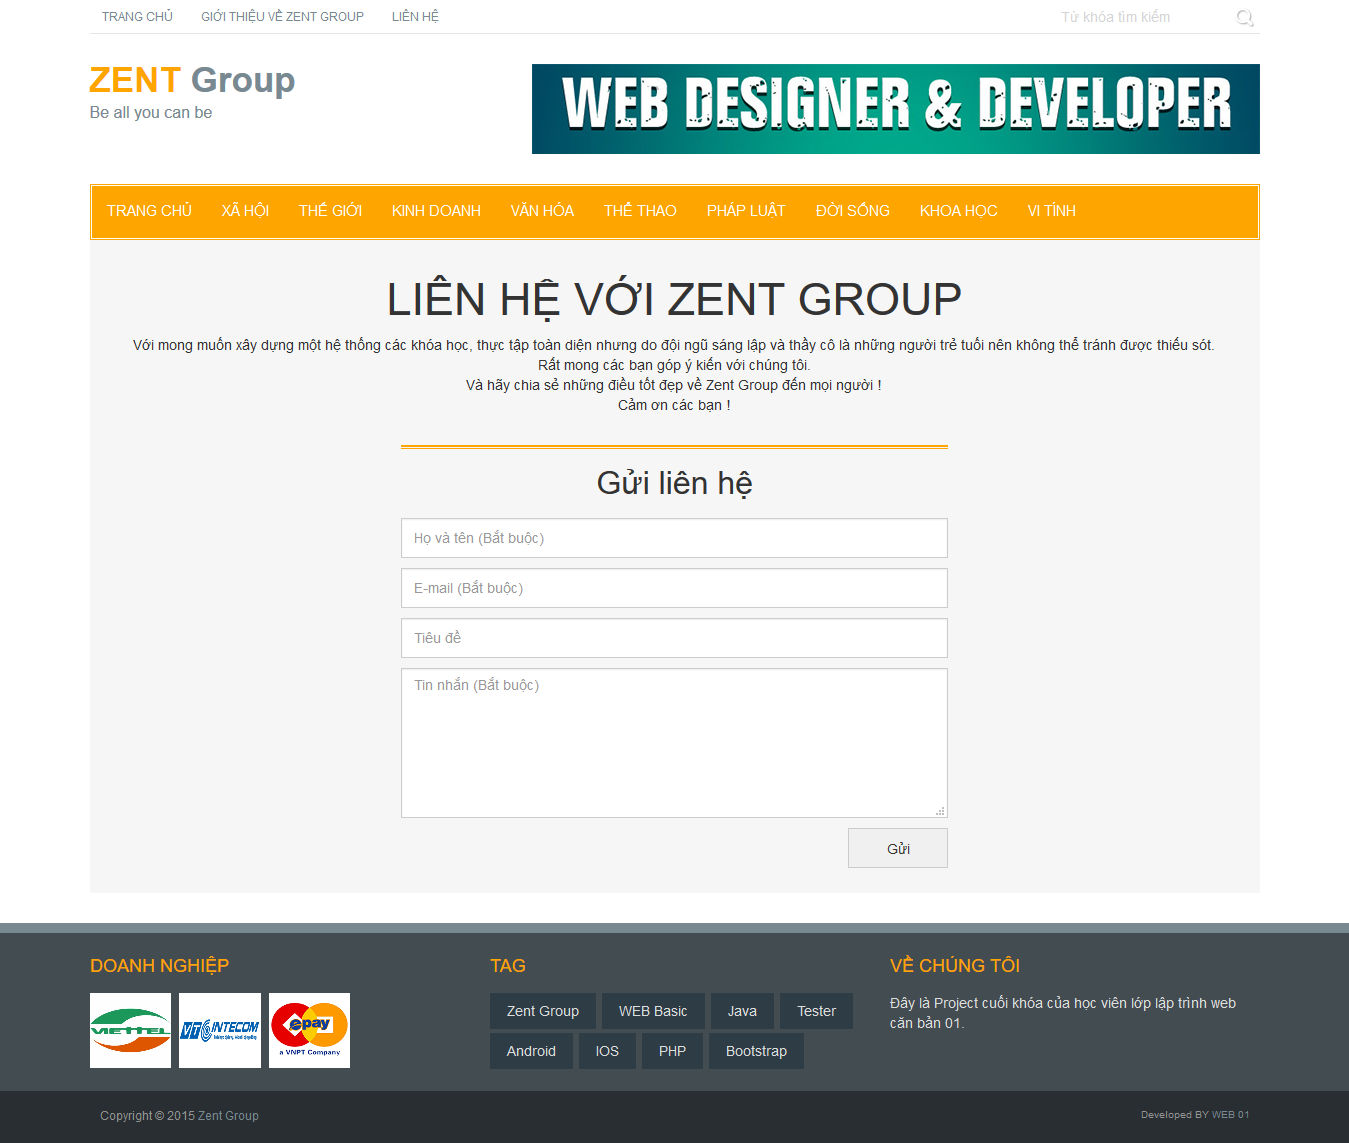 TRANG CHỦ GIỚI THIỆU VỀ ZENT GROUP LIÊN HỆ Từ khóa tìm kiếm
ZENT Group
Be all you can be
WEB DESIGNER & DEVELOPER
TRANG CHỦ XÃ HỘI THẾ GIỚI KINH DOANH VĂN HÓA THỂ THAO PHÁP LUẬT ĐỜI SỐNG KHOA HỌC VI TÍNH
LIÊN HỆ VỚI ZENT GROUP
Với mong muốn xây dựng một hệ thống các khóa học, thực tập toàn diện nhưng do đội ngũ sáng lập và thầy cô là những người trẻ tuổi nên không thể tránh được thiếu sót.
Rất mong các bạn góp ý kiến với chúng tôi.
Và hãy chia sẻ những điều tốt đẹp về Zent Group đến mọi người !
Cảm ơn các bạn !
Gửi liên hệ
Họ và tên (Bắt buộc)
E-mail (Bắt buộc)
Tiêu đề
Tin nhắn (Bắt buộc)
Gửi
DOANH NGHIỆP
VIETTEL
VTC INTECOM
epay
a VNPT Company
TAG
Zent Group WEB Basic Java Tester
Android IOS PHP Bootstrap
VỀ CHÚNG TÔI
Đây là Project cuối khóa của học viên lớp lập trình web
căn bản 01.
Copyright © 2015 Zent Group
Developed BY WEB 01